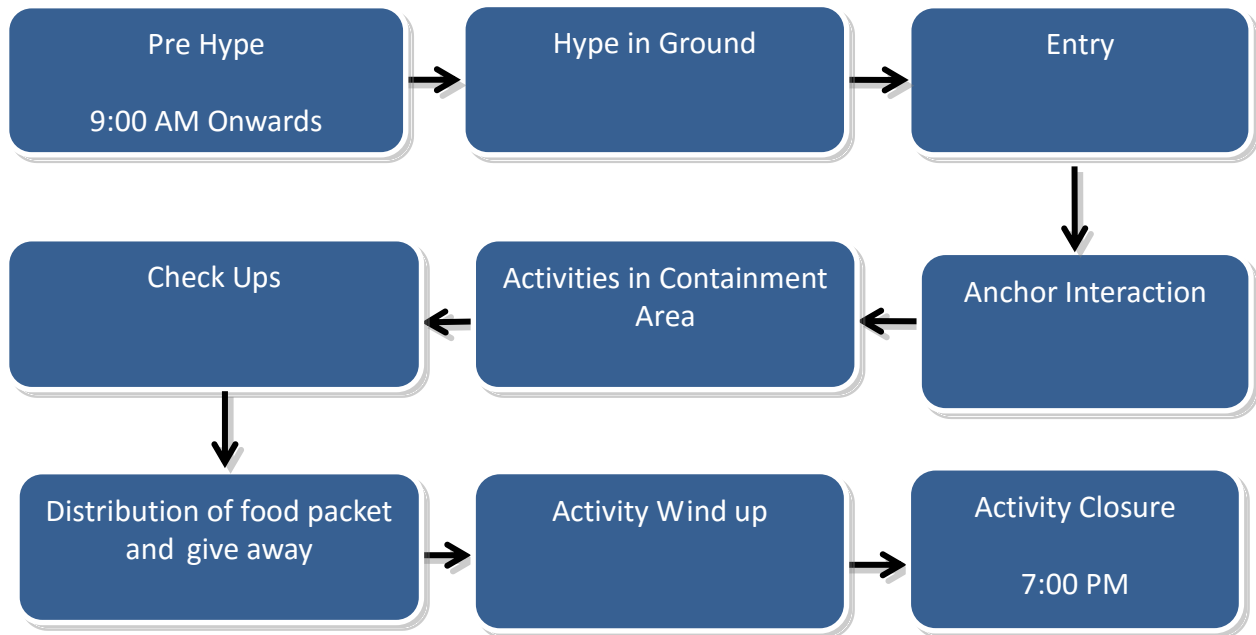 Pre Hype
9:00 AM Onwards
Hype in Ground
Entry
Anchor Interaction
Activities in Containment
Area
Check Ups
Distribution of food packet
and give away
Activity Wind up
Activity Closure
7:00 PM